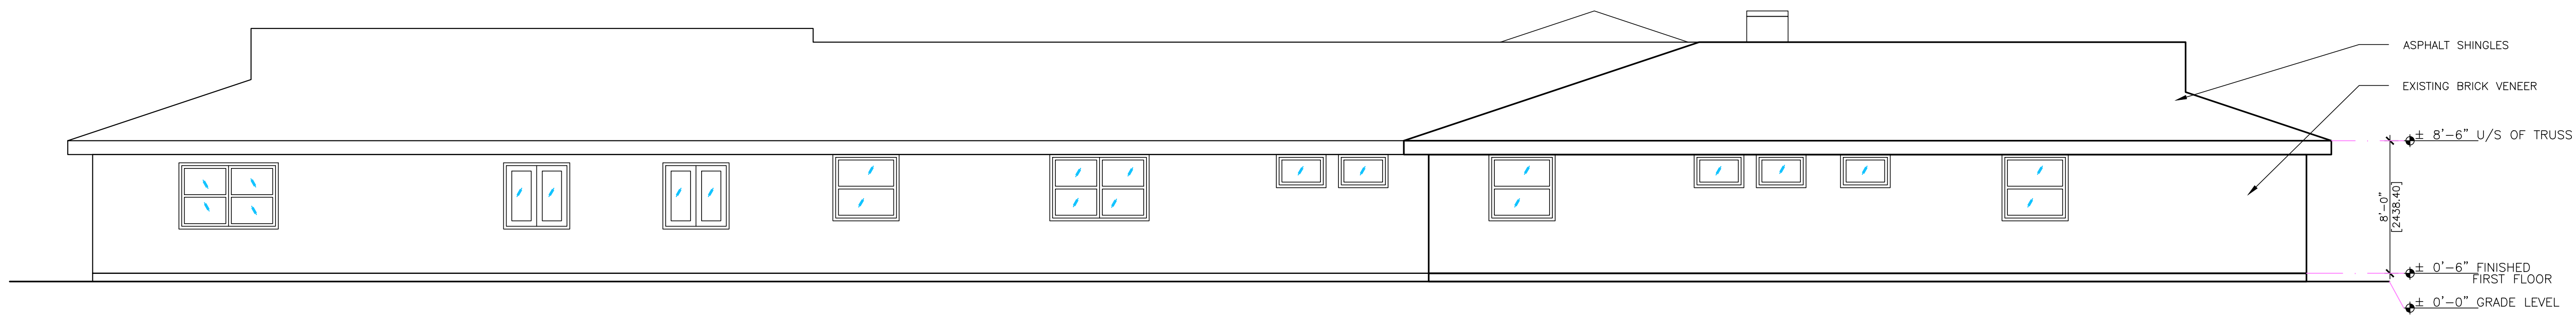 ASPHALT SHINGLES
EXISTING BRICK VENEER
± 8'-6" U/S OF TRUSS
8'-0"
[2438.40]
± 0'-6" FINISHED
FIRST FLOOR
± 0'-0" GRADE LEVEL